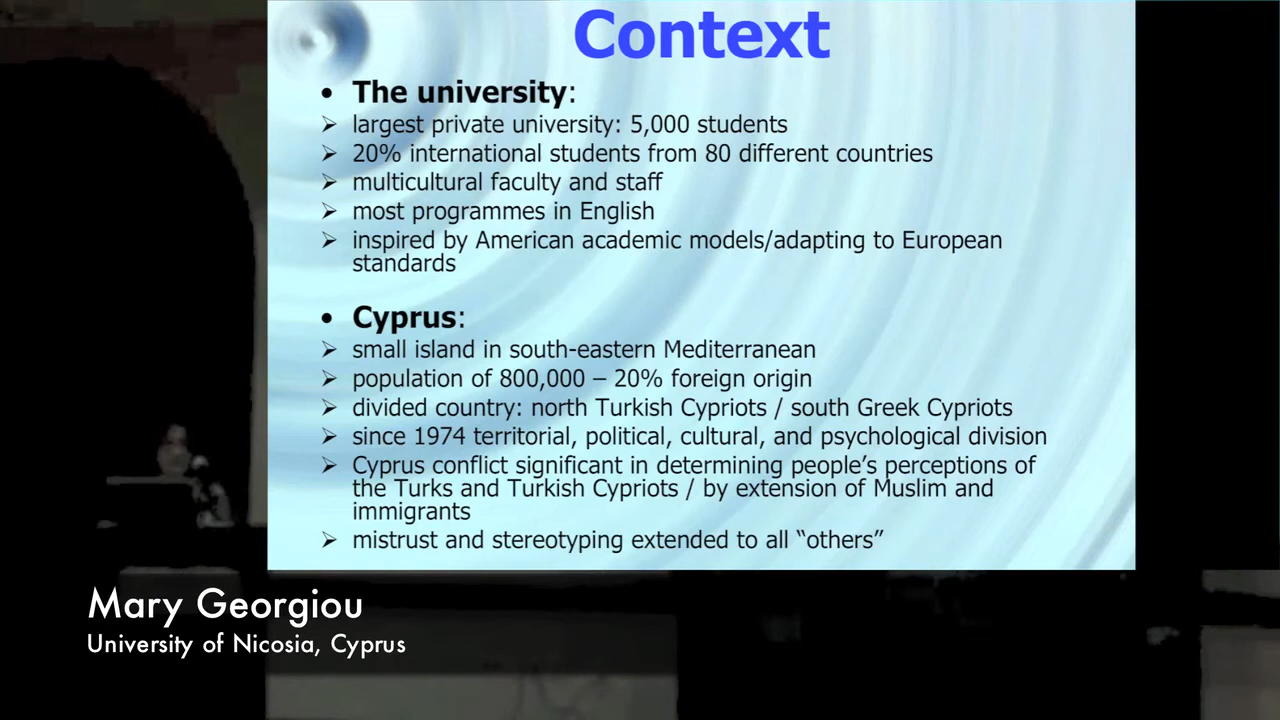 Context
• The university:
➢ largest private university: 5,000 students
➢ 20% international students from 80 different countries
➢ multicultural faculty and staff
➢ most programmes in English
➢ inspired by American academic models/adapting to European
standards
• Cyprus:
➢ small island in south-eastern Mediterranean
➢ population of 800,000 – 20% foreign origin
➢ divided country: north Turkish Cypriots / south Greek Cypriots
➢ since 1974 territorial, political, cultural, and psychological division
➢ Cyprus conflict significant in determining people’s perceptions of
the Turks and Turkish Cypriots / by extension of Muslim and
immigrants
➢ mistrust and stereotyping extended to all “others”
Mary Georgiou
University of Nicosia, Cyprus